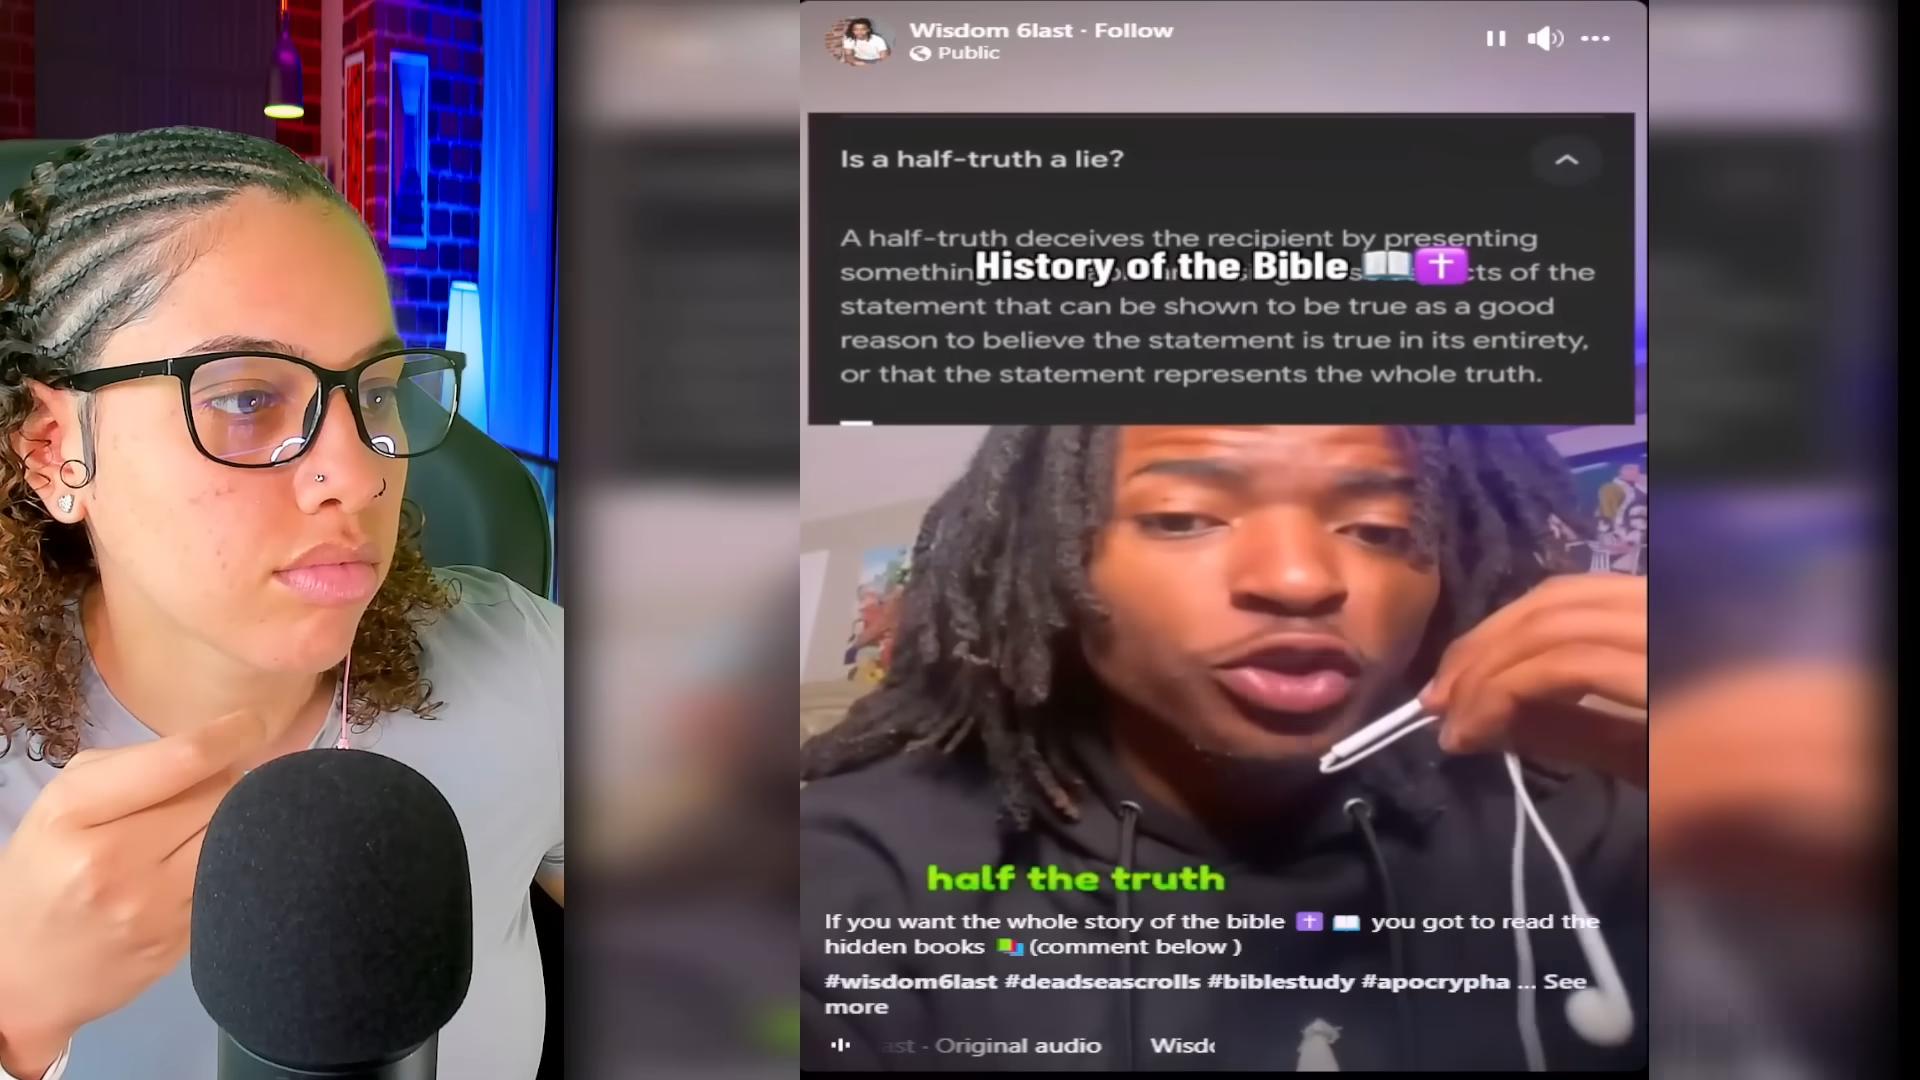 Wisdom 6last · Follow
Public
Is a half-truth a lie?
A half-truth deceives the recipient by presenting
something cts of the
History of the Bible 📖✝️
statement that can be shown to be true as a good
reason to believe the statement is true in its entirety,
or that the statement represents the whole truth.
half the truth
If you want the whole story of the bible ✝️ 📖 you got to read the
hidden books (comment below )
#wisdom6last #deadseascrolls #biblestudy #apocrypha ... See
more
ast - Original audio Wisd